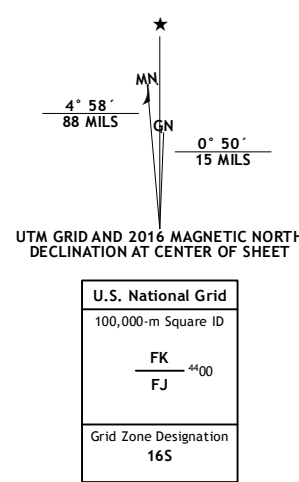 MN
GN
4° 58´
88 MILS
0° 50´
15 MILS
UTM GRID AND 2016 MAGNETIC NORTH
DECLINATION AT CENTER OF SHEET
U.S. National Grid
100,000-m Square ID
FK
4400
FJ
Grid Zone Designation
16S